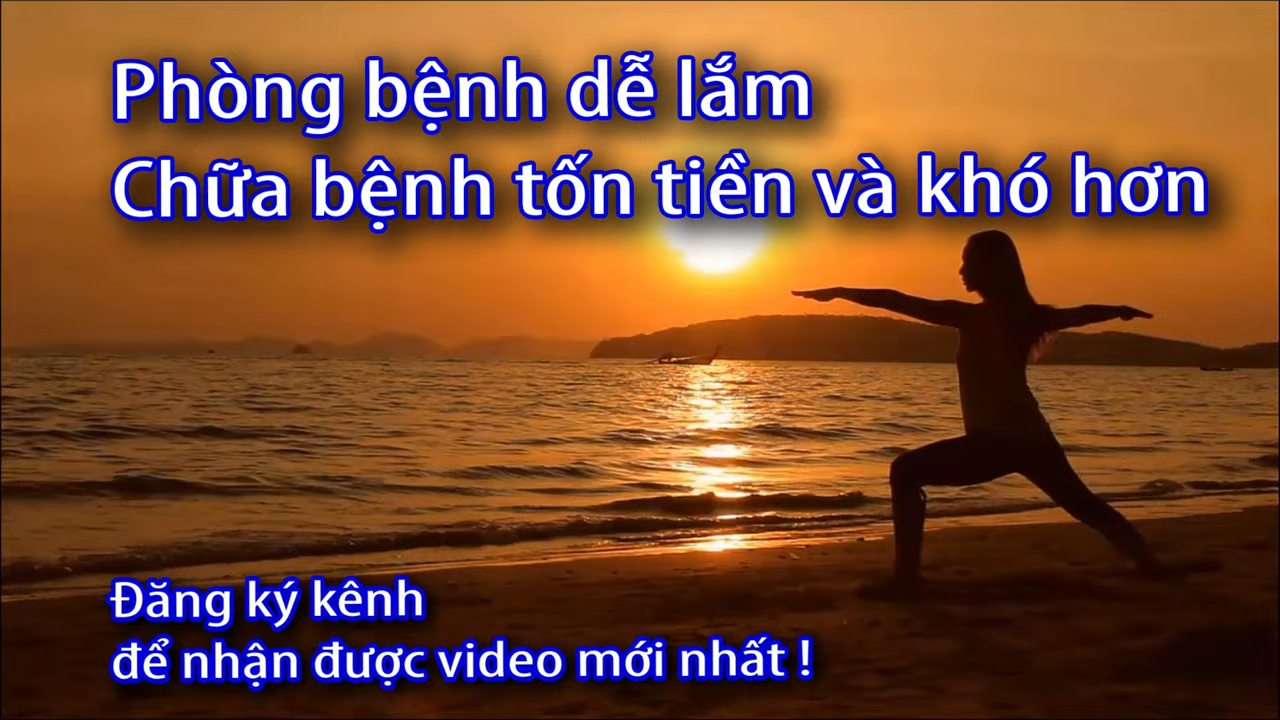 Phòng bệnh dễ lắm
Chữa bệnh tốn tiền và khó hơn
Đăng ký kênh
để nhận được video mới nhất !